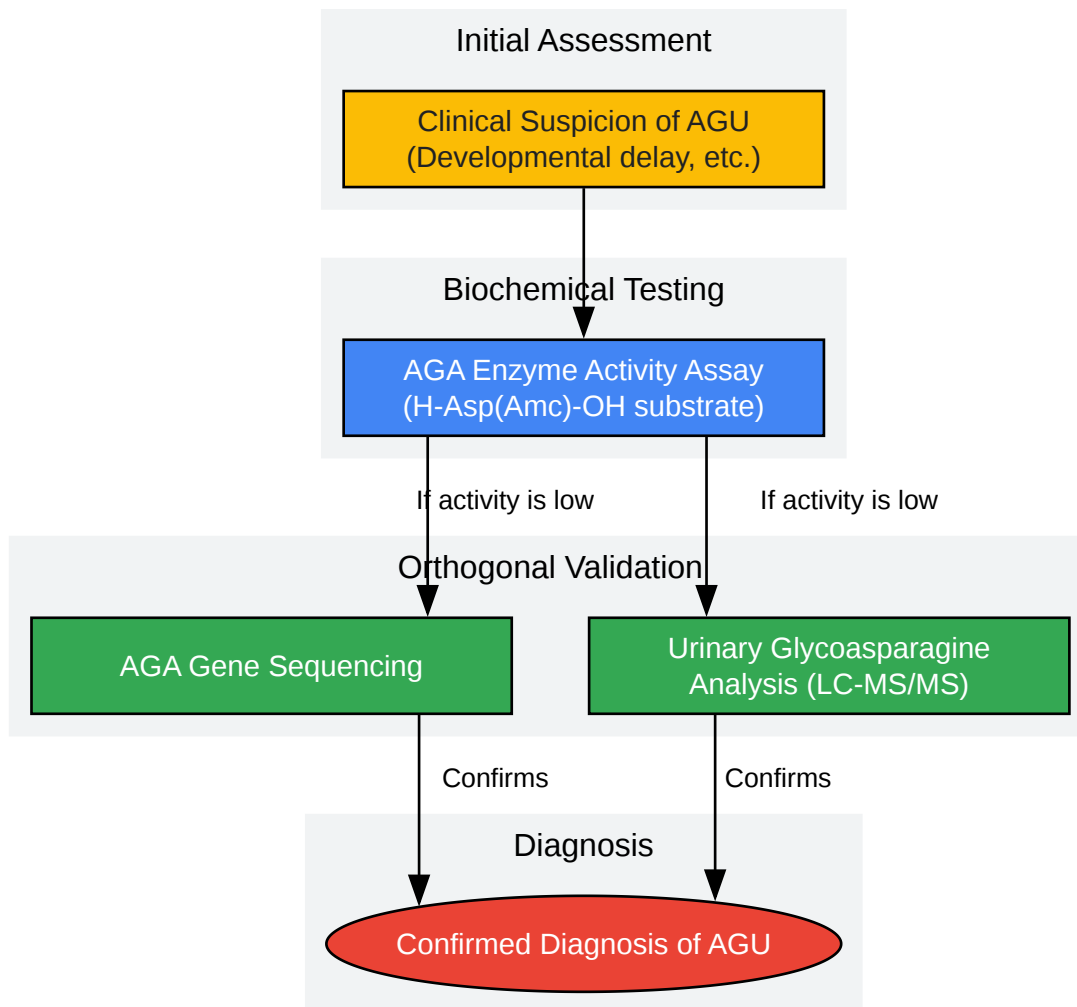 Initial Assessment
Clinical Suspicion of AGU
(Developmental delay, etc.)
Biochemical Testing
AGA Enzyme Activity Assay
(H-Asp(Amc)-OH substrate)
If activity is low
If activity is low
Orthogonal Validation
AGA Gene Sequencing
Urinary Glycoasparagine
Analysis (LC-MS/MS)
Confirms
Confirms
Diagnosis
Confirmed Diagnosis of AGU